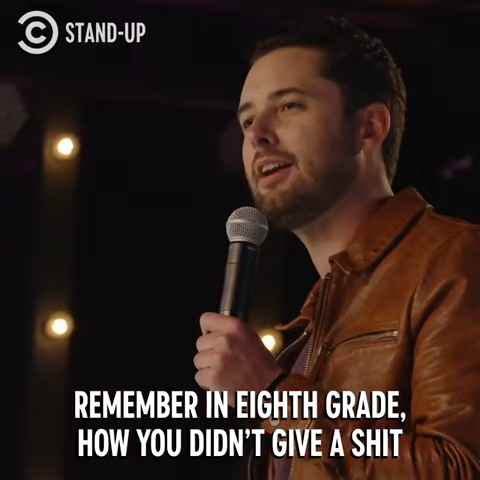 STAND-UP
REMEMBER IN EIGHTH GRADE,
HOW YOU DIDN'T GIVE A SHIT